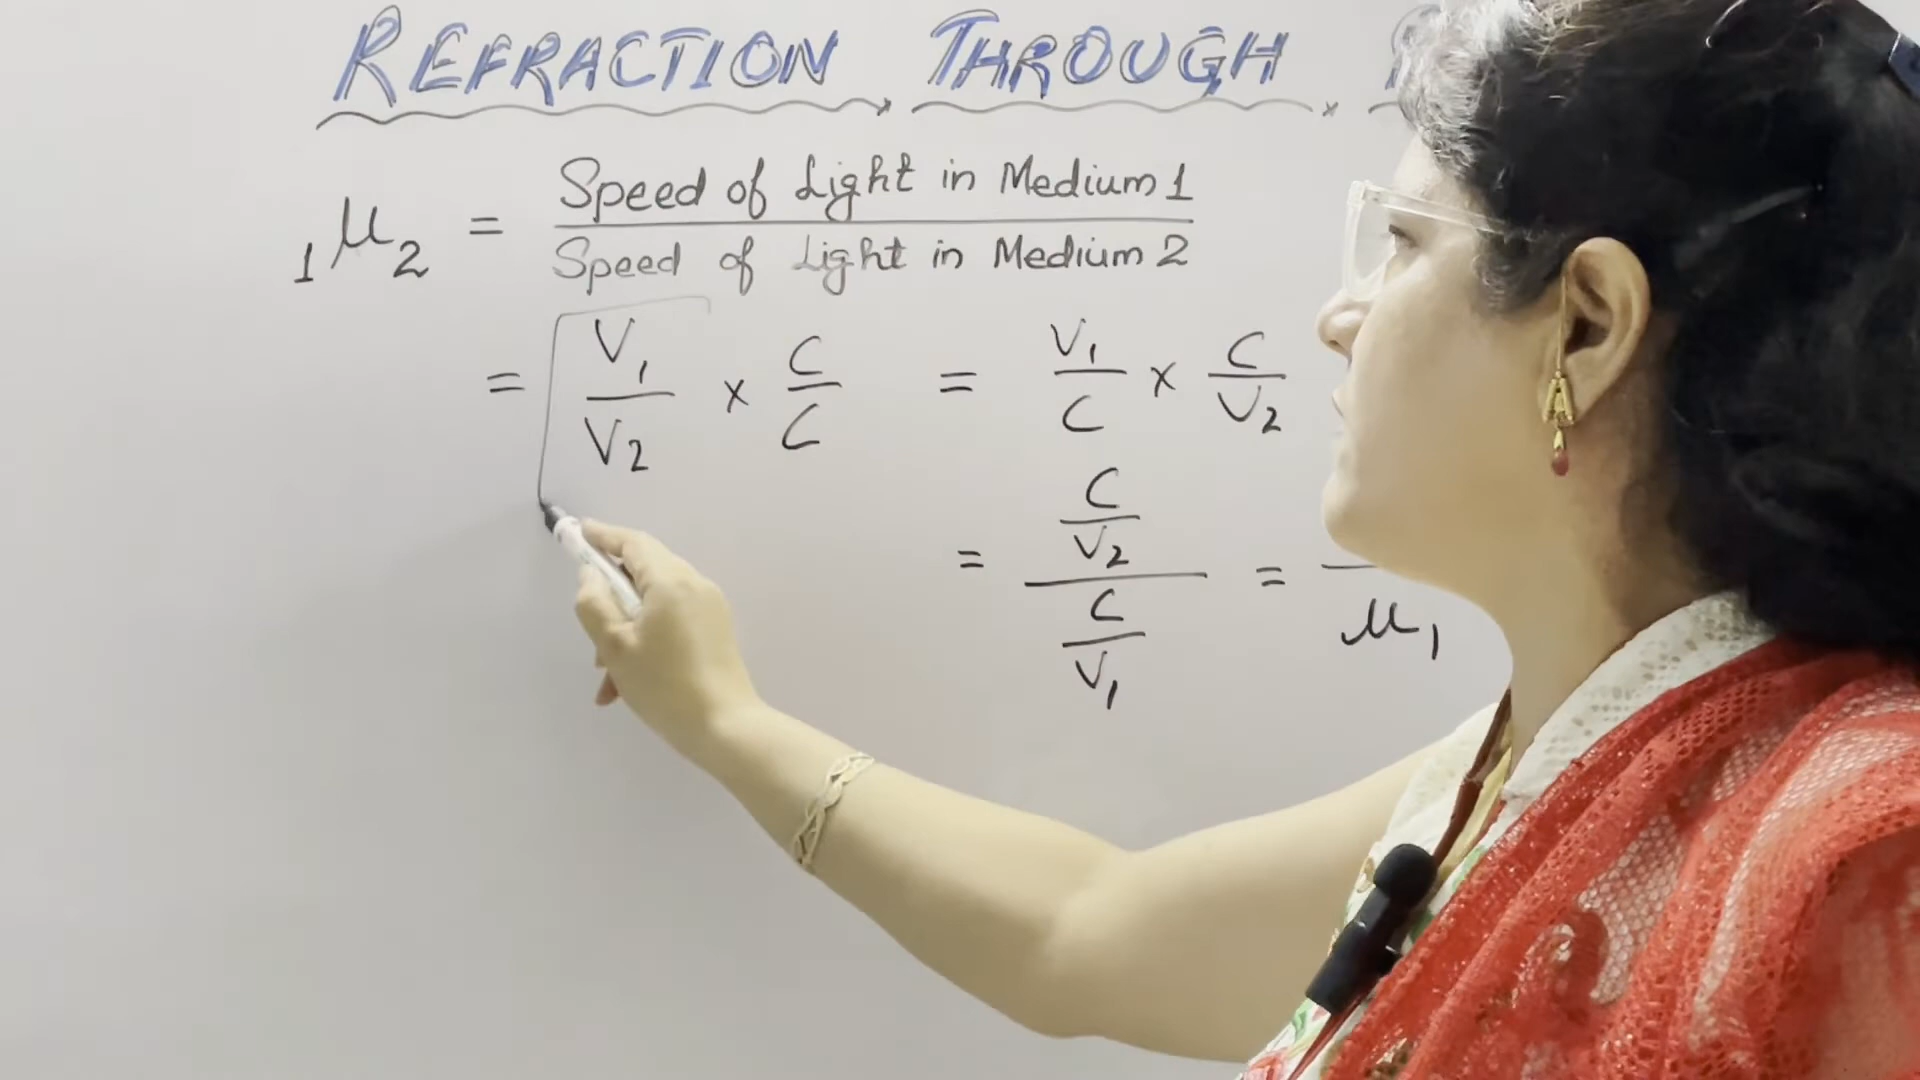 REFRACTION THROUGH
₁μ₂ = Speed of Light in Medium 1 / Speed of Light in Medium 2
= V₁/V₂ × C/C = V₁/C × C/V₂
= (C/V₂)/(C/V₁) = /μ₁